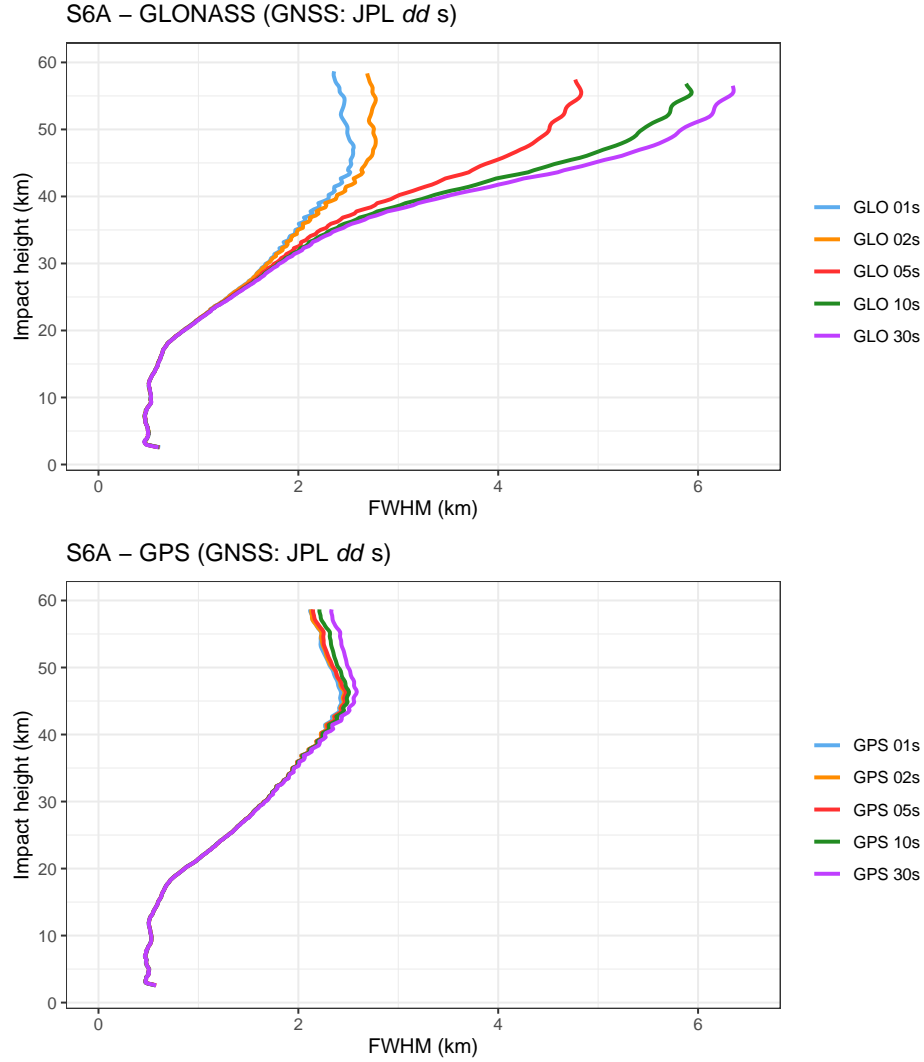 S6A – GLONASS (GNSS: JPL dd s)
60
50
40
30
20
10
0
Impact height (km)
0 2 4 6
FWHM (km)
GLO 01s
GLO 02s
GLO 05s
GLO 10s
GLO 30s
S6A – GPS (GNSS: JPL dd s)
60
50
40
30
20
10
0
Impact height (km)
0 2 4 6
FWHM (km)
GPS 01s
GPS 02s
GPS 05s
GPS 10s
GPS 30s